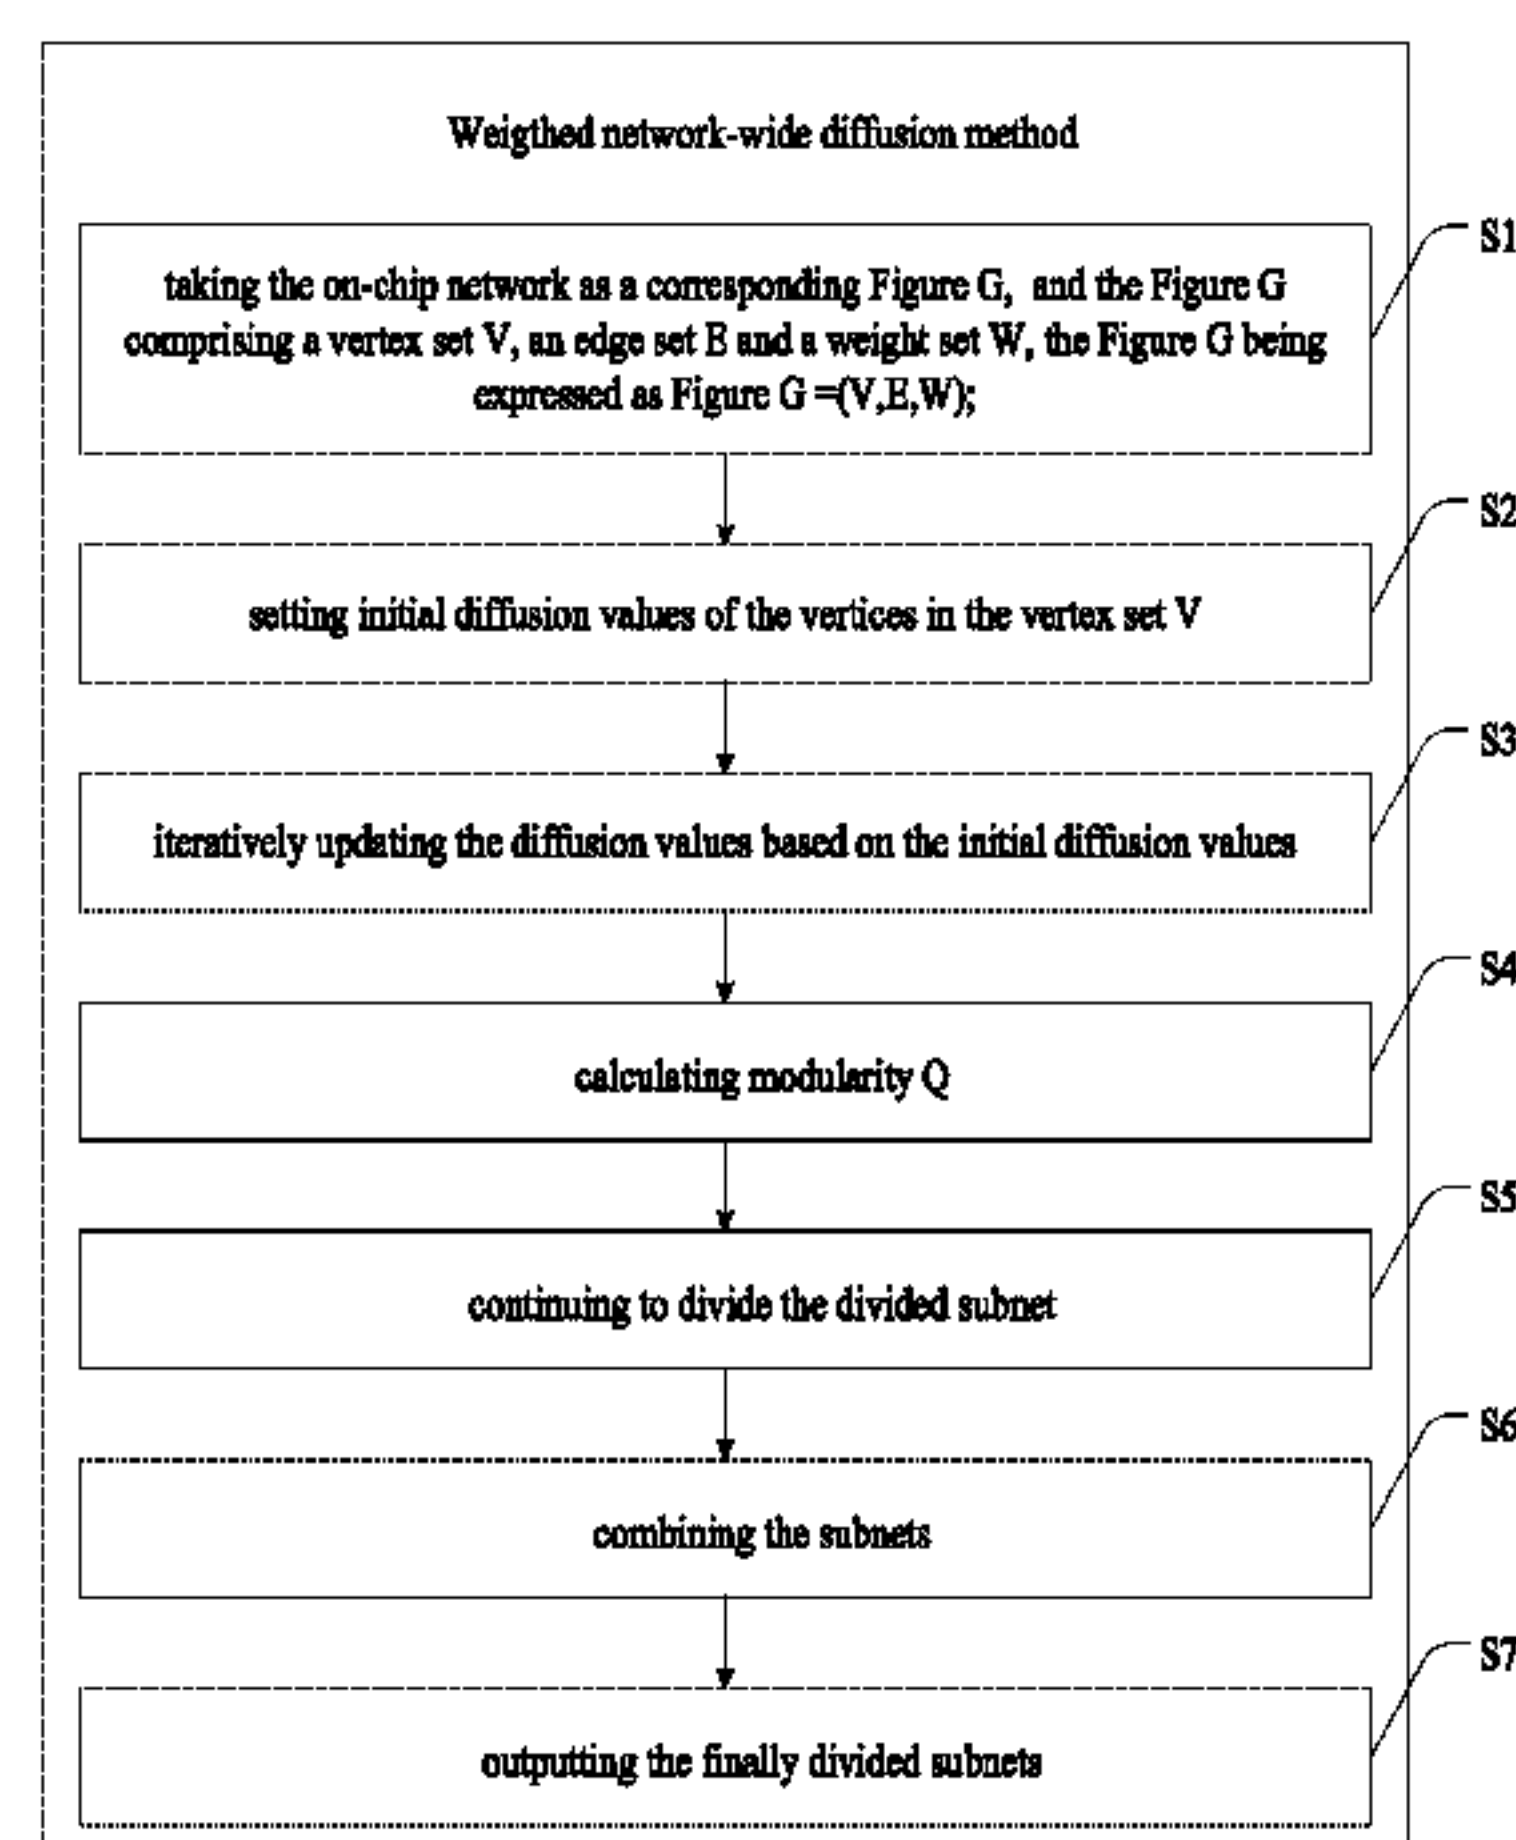 Weigthed network-wide diffusion method
S1
taking the on-chip network as a corresponding Figure G, and the Figure G
comprising a vertex set V, an edge set E and a weight set W, the Figure G being
expressed as Figure G =(V,E,W);
S2
setting initial diffusion values of the vertices in the vertex set V
S3
iteratively updating the diffusion values based on the initial diffusion values
S4
calculating modularity Q
S5
continuing to divide the divided subnet
S6
combining the subnets
S7
outputting the finally divided subnets